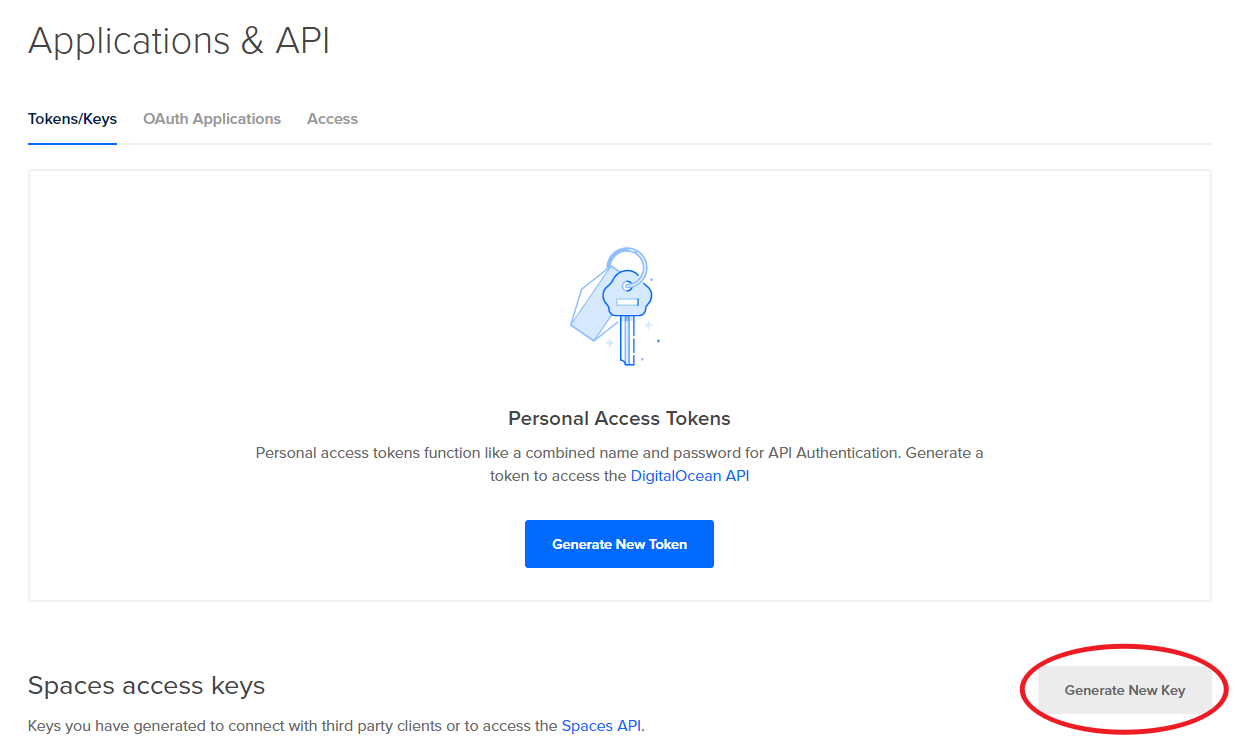 Applications & API
Tokens/Keys OAuth Applications Access
Personal Access Tokens
Personal access tokens function like a combined name and password for API Authentication. Generate a
token to access the DigitalOcean API
Generate New Token
Spaces access keys
Generate New Key
Keys you have generated to connect with third party clients or to access the Spaces API.